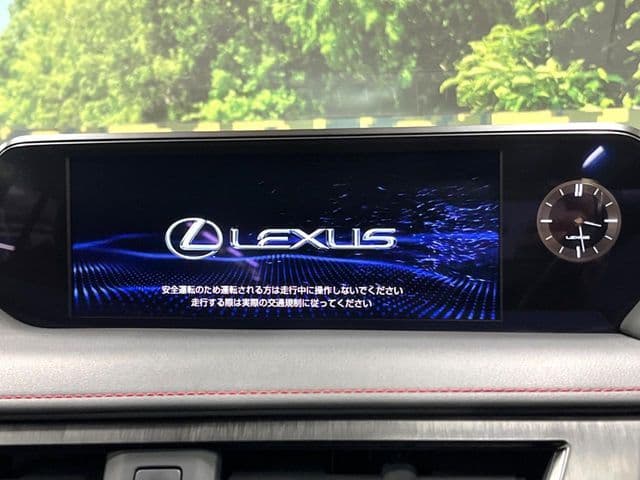 LEXUS
安全運転のため運転される方は走行中に操作しないでください
走行する際は実際の交通規制に従ってください